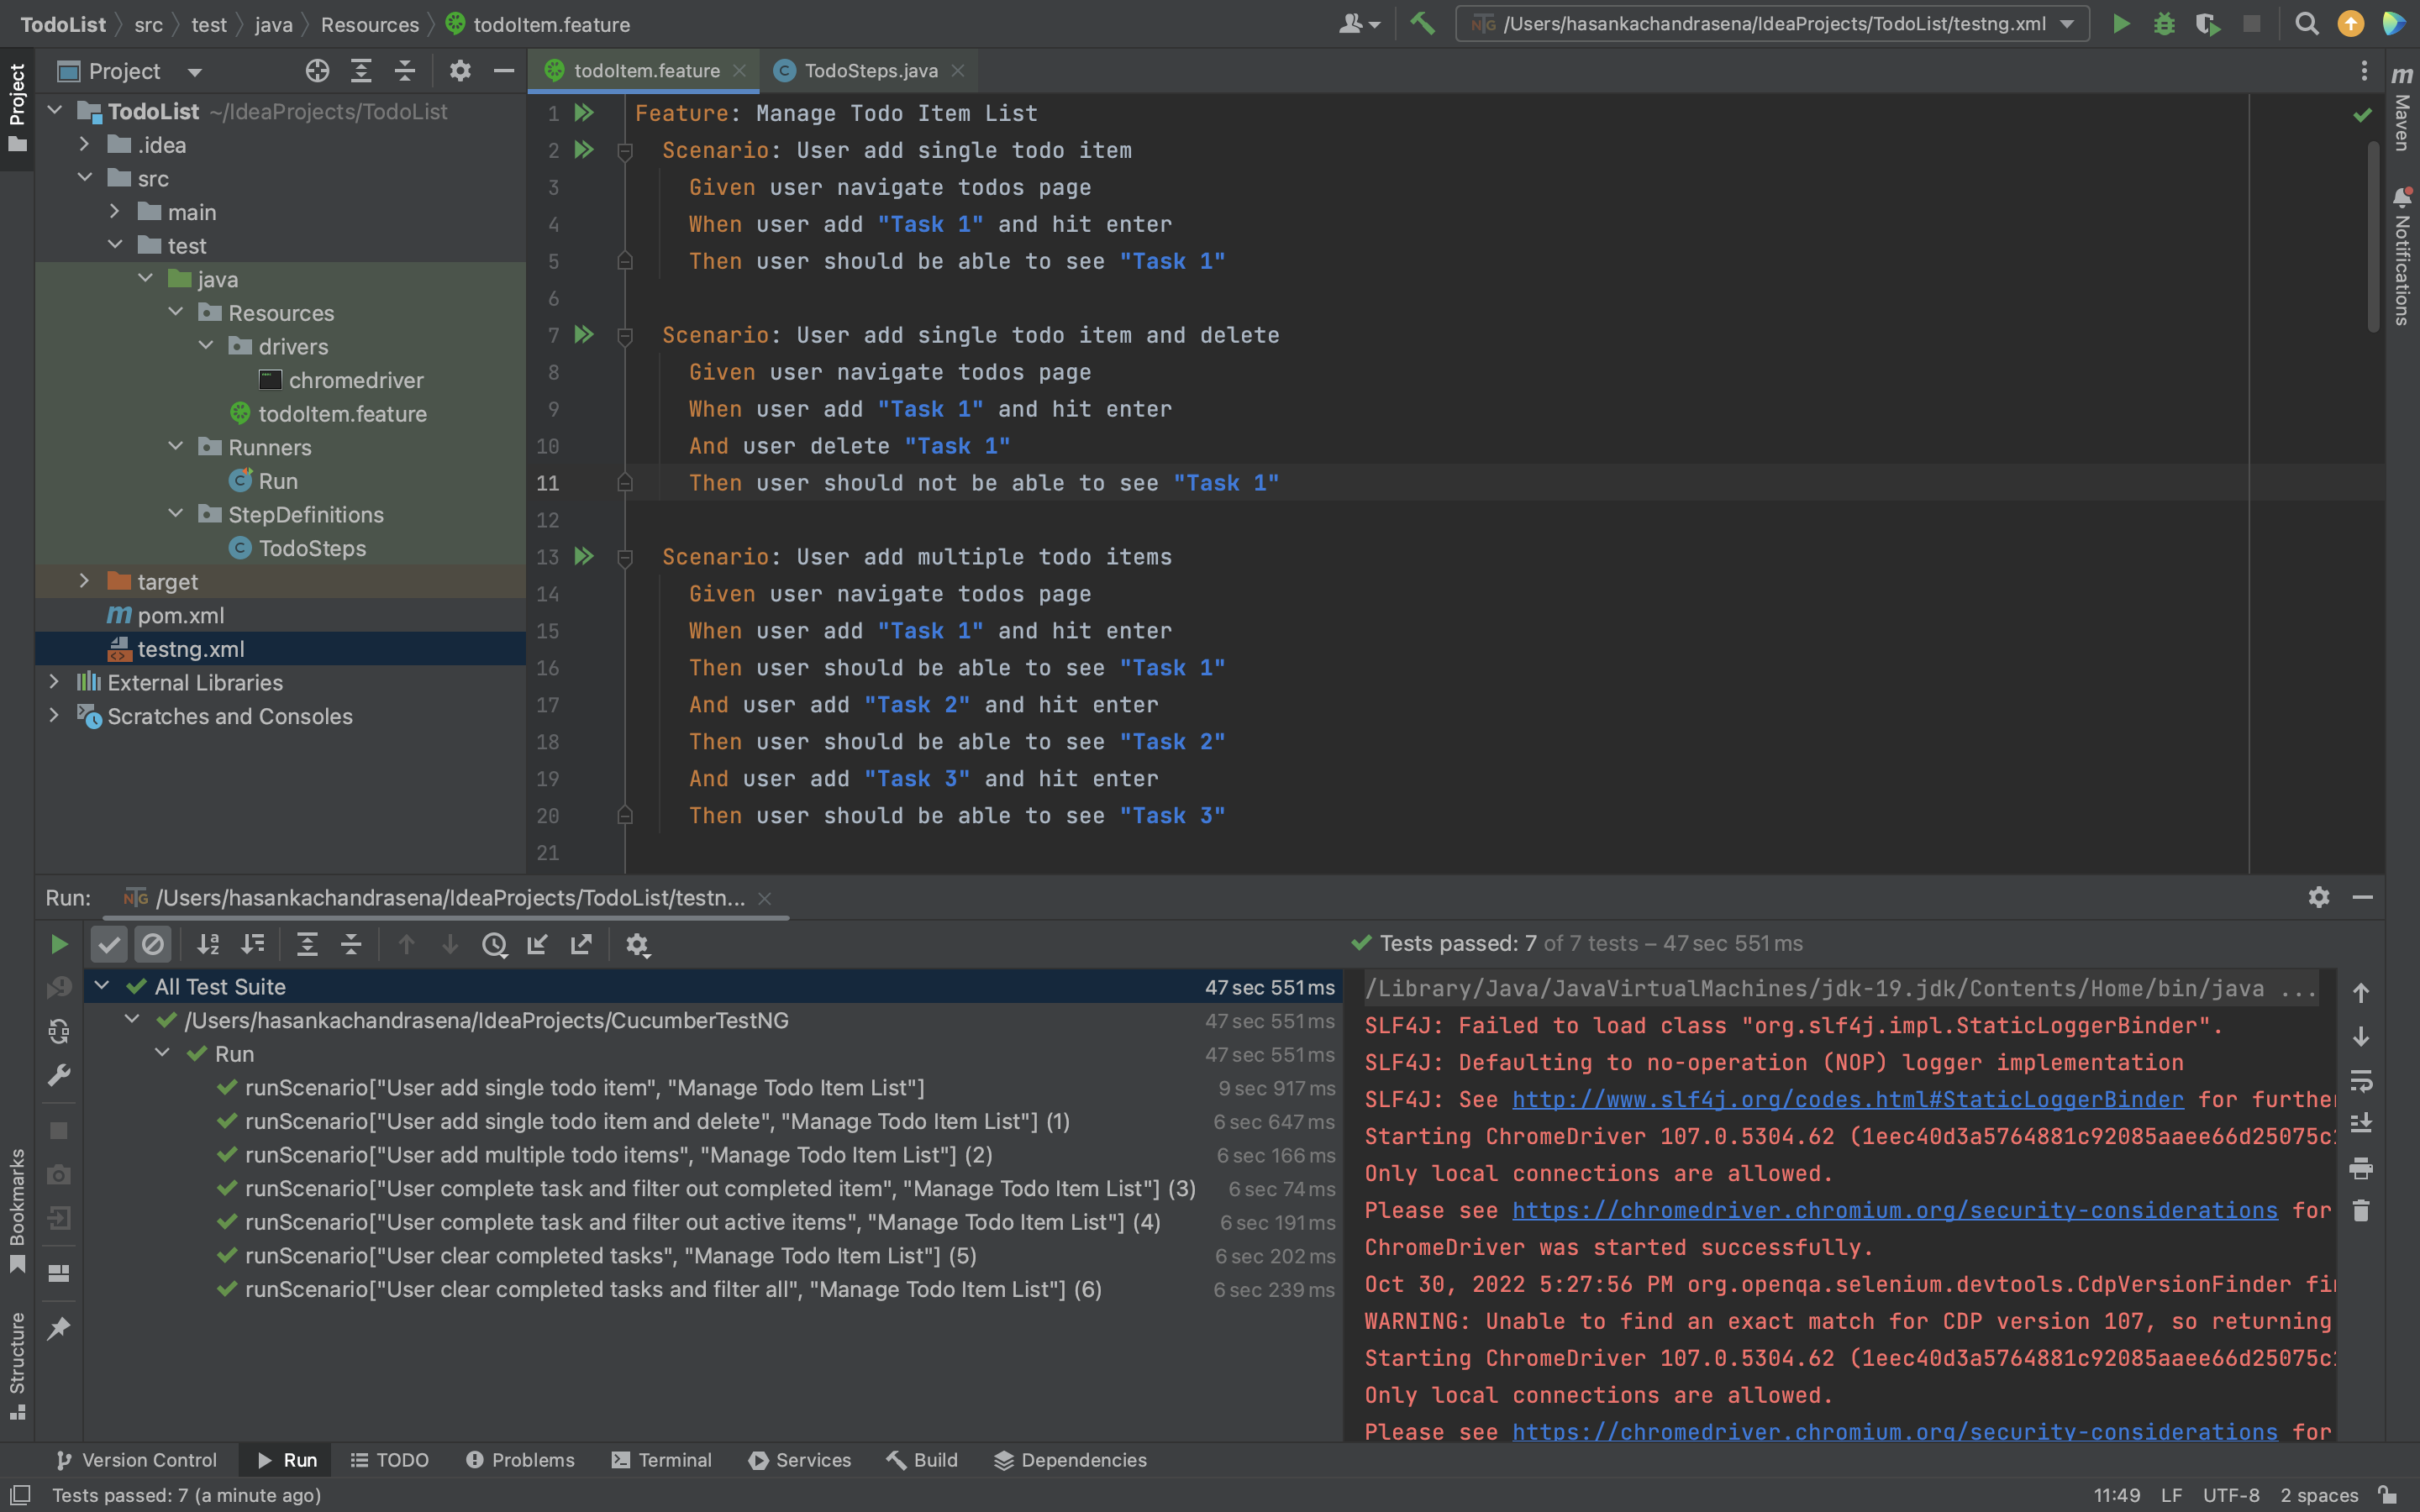 TodoList src test java Resources todoItem.feature
/Users/hasankachandrasena/IdeaProjects/TodoList/testng.xml
Project
todoItem.feature
TodoSteps.java
Project
TodoList ~/IdeaProjects/TodoList
.idea
src
main
test
java
Resources
drivers
chromedriver
todoItem.feature
Runners
Run
StepDefinitions
TodoSteps
target
pom.xml
testng.xml
External Libraries
Scratches and Consoles
1 Feature: Manage Todo Item List
2 Scenario: User add single todo item
3 Given user navigate todos page
4 When user add "Task 1" and hit enter
5 Then user should be able to see "Task 1"
6
7 Scenario: User add single todo item and delete
8 Given user navigate todos page
9 When user add "Task 1" and hit enter
10 And user delete "Task 1"
11 Then user should not be able to see "Task 1"
12
13 Scenario: User add multiple todo items
14 Given user navigate todos page
15 When user add "Task 1" and hit enter
16 Then user should be able to see "Task 1"
17 And user add "Task 2" and hit enter
18 Then user should be able to see "Task 2"
19 And user add "Task 3" and hit enter
20 Then user should be able to see "Task 3"
21
Maven
Notifications
Run: /Users/hasankachandrasena/IdeaProjects/TodoList/testn...
Tests passed: 7 of 7 tests – 47 sec 551 ms
All Test Suite 47 sec 551 ms
/Users/hasankachandrasena/IdeaProjects/CucumberTestNG 47 sec 551 ms
Run 47 sec 551 ms
runScenario["User add single todo item", "Manage Todo Item List"] 9 sec 917 ms
runScenario["User add single todo item and delete", "Manage Todo Item List"] (1) 6 sec 647 ms
runScenario["User add multiple todo items", "Manage Todo Item List"] (2) 6 sec 166 ms
runScenario["User complete task and filter out completed item", "Manage Todo Item List"] (3) 6 sec 74 ms
runScenario["User complete task and filter out active items", "Manage Todo Item List"] (4) 6 sec 191 ms
runScenario["User clear completed tasks", "Manage Todo Item List"] (5) 6 sec 202 ms
runScenario["User clear completed tasks and filter all", "Manage Todo Item List"] (6) 6 sec 239 ms
/Library/Java/JavaVirtualMachines/jdk-19.jdk/Contents/Home/bin/java ...
SLF4J: Failed to load class "org.slf4j.impl.StaticLoggerBinder".
SLF4J: Defaulting to no-operation (NOP) logger implementation
SLF4J: See http://www.slf4j.org/codes.html#StaticLoggerBinder for further
Starting ChromeDriver 107.0.5304.62 (1eec40d3a5764881c92085aaee66d25075c1
Only local connections are allowed.
Please see https://chromedriver.chromium.org/security-considerations for
ChromeDriver was started successfully.
Oct 30, 2022 5:27:56 PM org.openqa.selenium.devtools.CdpVersionFinder fin
WARNING: Unable to find an exact match for CDP version 107, so returning
Starting ChromeDriver 107.0.5304.62 (1eec40d3a5764881c92085aaee66d25075c1
Only local connections are allowed.
Please see https://chromedriver.chromium.org/security-considerations for
Bookmarks
Structure
Version Control Run TODO Problems Terminal Services Build Dependencies
Tests passed: 7 (a minute ago)
11:49 LF UTF-8 2 spaces